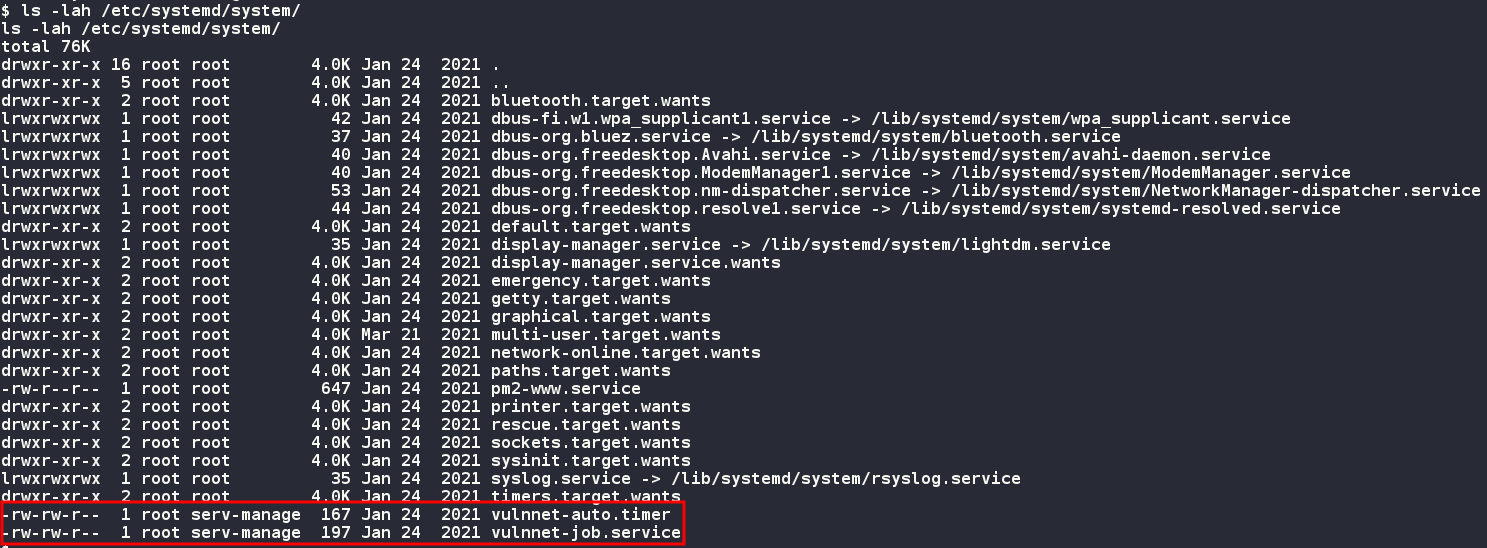 $ ls -lah /etc/systemd/system/
ls -lah /etc/systemd/system/
total 76K
drwxr-xr-x 16 root root        4.0K Jan 24  2021 .
drwxr-xr-x  5 root root        4.0K Jan 24  2021 ..
drwxr-xr-x  2 root root        4.0K Jan 24  2021 bluetooth.target.wants
lrwxrwxrwx  1 root root          42 Jan 24  2021 dbus-fi.w1.wpa_supplicant1.service -> /lib/systemd/system/wpa_supplicant.service
lrwxrwxrwx  1 root root          37 Jan 24  2021 dbus-org.bluez.service -> /lib/systemd/system/bluetooth.service
lrwxrwxrwx  1 root root          40 Jan 24  2021 dbus-org.freedesktop.Avahi.service -> /lib/systemd/system/avahi-daemon.service
lrwxrwxrwx  1 root root          40 Jan 24  2021 dbus-org.freedesktop.ModemManager1.service -> /lib/systemd/system/ModemManager.service
lrwxrwxrwx  1 root root          53 Jan 24  2021 dbus-org.freedesktop.nm-dispatcher.service -> /lib/systemd/system/NetworkManager-dispatcher.service
lrwxrwxrwx  1 root root          44 Jan 24  2021 dbus-org.freedesktop.resolve1.service -> /lib/systemd/system/systemd-resolved.service
drwxr-xr-x  2 root root        4.0K Jan 24  2021 default.target.wants
lrwxrwxrwx  1 root root          35 Jan 24  2021 display-manager.service -> /lib/systemd/system/lightdm.service
drwxr-xr-x  2 root root        4.0K Jan 24  2021 display-manager.service.wants
drwxr-xr-x  2 root root        4.0K Jan 24  2021 emergency.target.wants
drwxr-xr-x  2 root root        4.0K Jan 24  2021 getty.target.wants
drwxr-xr-x  2 root root        4.0K Jan 24  2021 graphical.target.wants
drwxr-xr-x  2 root root        4.0K Mar 21  2021 multi-user.target.wants
drwxr-xr-x  2 root root        4.0K Jan 24  2021 network-online.target.wants
drwxr-xr-x  2 root root        4.0K Jan 24  2021 paths.target.wants
-rw-r--r--  1 root root         647 Jan 24  2021 pm2-www.service
drwxr-xr-x  2 root root        4.0K Jan 24  2021 printer.target.wants
drwxr-xr-x  2 root root        4.0K Jan 24  2021 rescue.target.wants
drwxr-xr-x  2 root root        4.0K Jan 24  2021 sockets.target.wants
drwxr-xr-x  2 root root        4.0K Jan 24  2021 sysinit.target.wants
lrwxrwxrwx  1 root root          35 Jan 24  2021 syslog.service -> /lib/systemd/system/rsyslog.service
drwxr-xr-x  2 root root        4.0K Jan 24  2021 timers.target.wants
-rw-rw-r--  1 root serv-manage  167 Jan 24  2021 vulnnet-auto.timer
-rw-rw-r--  1 root serv-manage  197 Jan 24  2021 vulnnet-job.service